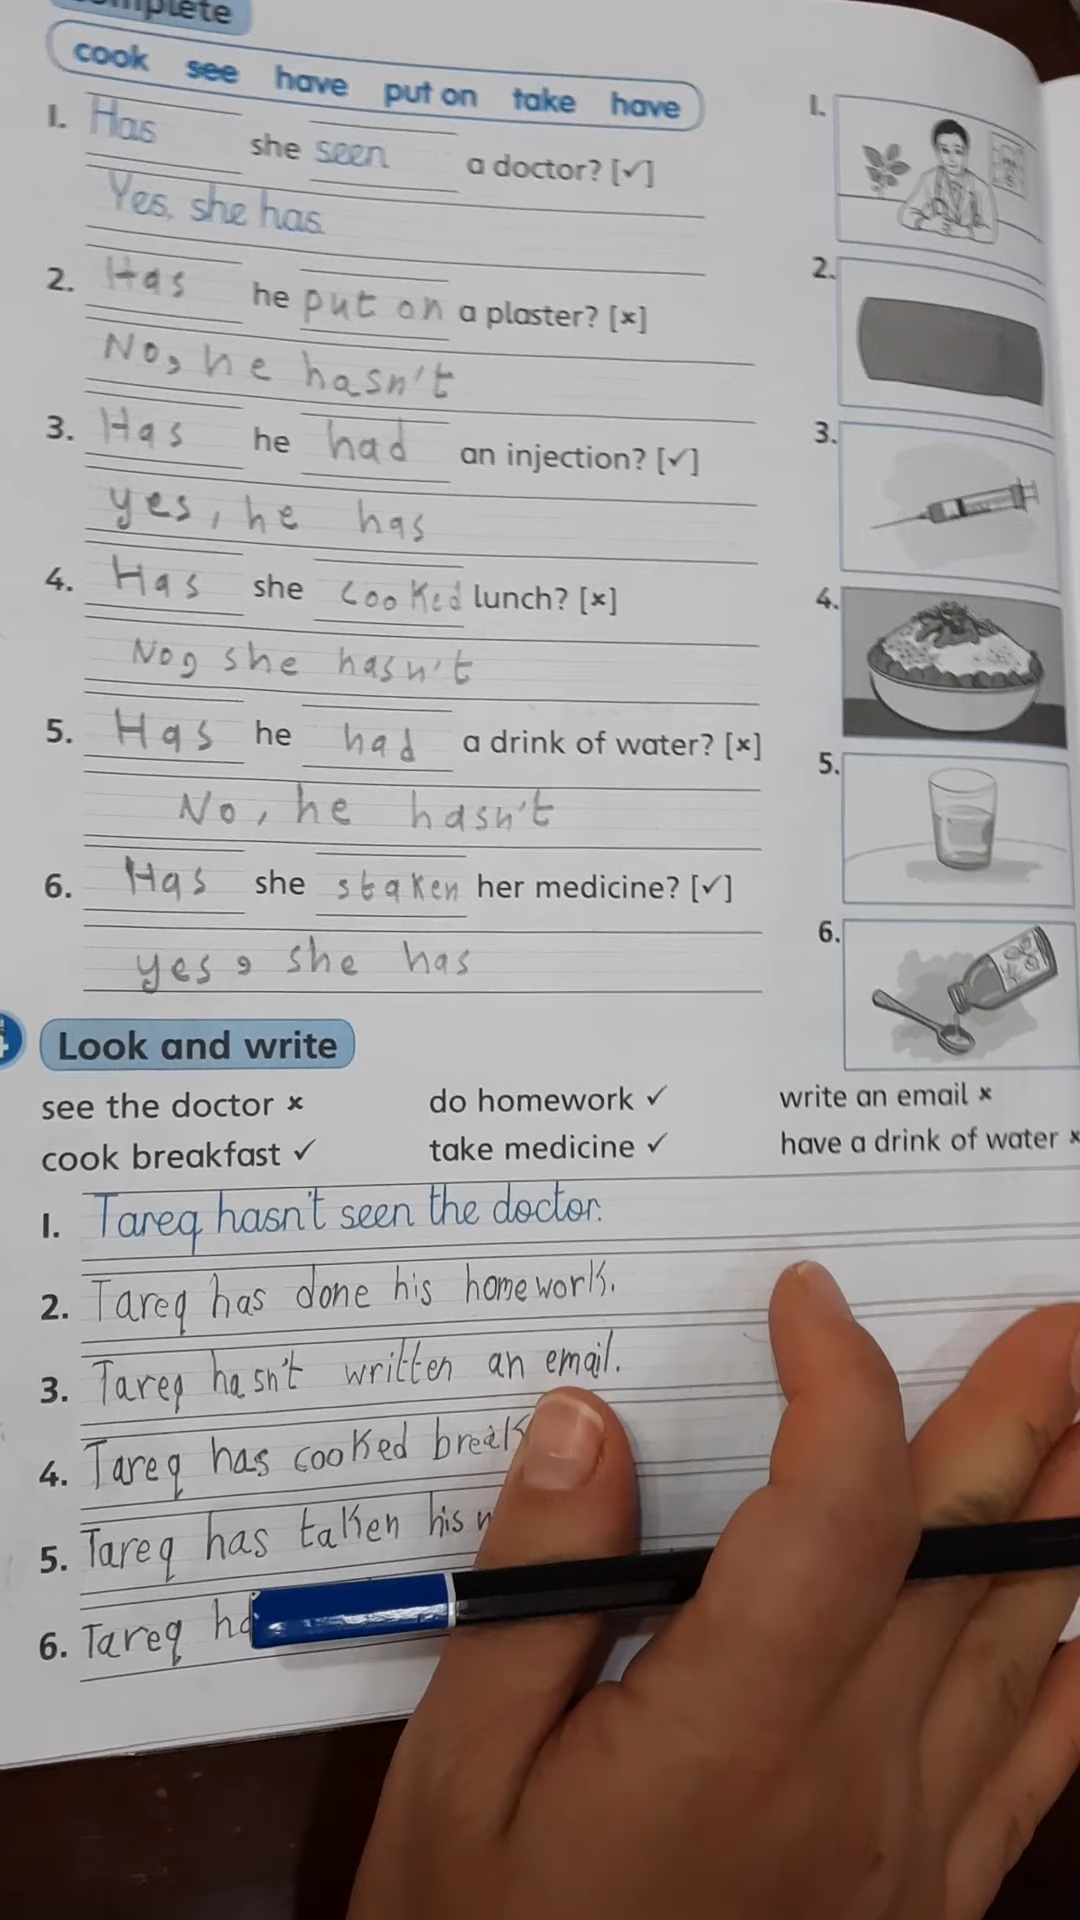 cook see have put on take have
1. Has she seen a doctor? [✓]
1.
Yes, she has.
2. Has he put on a plaster? [×]
2.
No, he hasn't
3. Has he had an injection? [✓]
3.
yes, he has
4. Has she cooked lunch? [×]
4.
No, she hasn't
5. Has he had a drink of water? [×]
5.
No, he hasn't
6. Has she staken her medicine? [✓]
6.
yes, she has
Look and write
see the doctor × do homework ✓ write an email ×
cook breakfast ✓ take medicine ✓ have a drink of water ×
1. Tareq hasn't seen the doctor.
2. Tareq has done his homework.
3. Tareq hasn't written an email.
4. Tareq has cooked
5. Tareq has taken his
6. Tareq